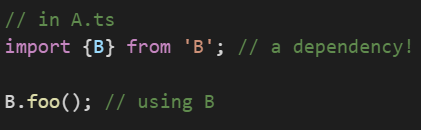 // in A.ts
import {B} from 'B'; // a dependency!
B.foo(); // using B